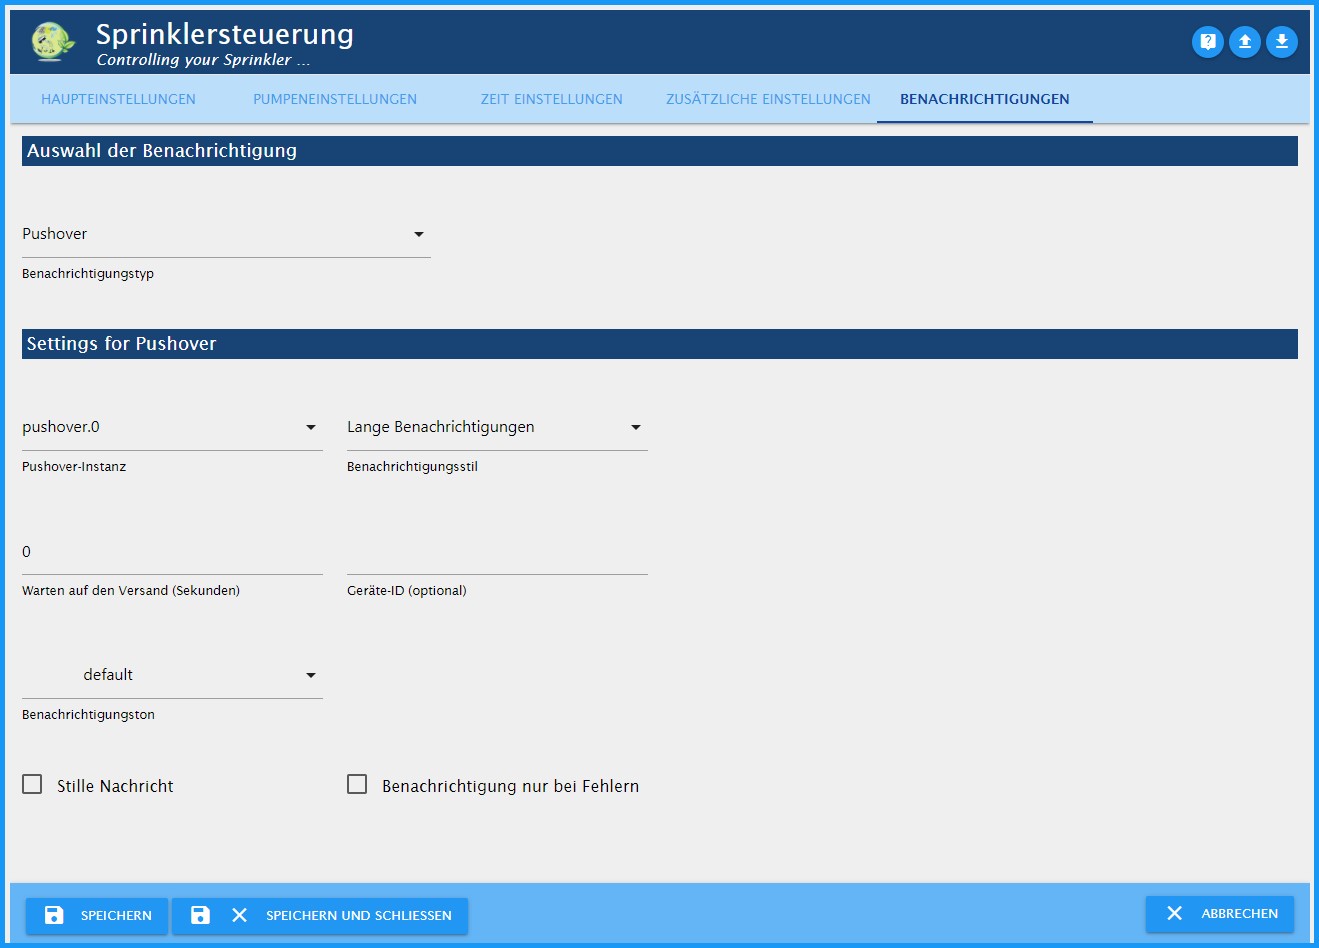 Sprinklersteuerung
Controlling your Sprinkler ...
HAUPTEINSTELLUNGEN PUMPENEINSTELLUNGEN ZEIT EINSTELLUNGEN ZUSÄTZLICHE EINSTELLUNGEN BENACHRICHTIGUNGEN
Auswahl der Benachrichtigung
Pushover
Benachrichtigungstyp
Settings for Pushover
pushover.0 Lange Benachrichtigungen
Pushover-Instanz Benachrichtigungsstil
0
Warten auf den Versand (Sekunden) Geräte-ID (optional)
default
Benachrichtigungston
Stille Nachricht Benachrichtigung nur bei Fehlern
SPEICHERN SPEICHERN UND SCHLIESSEN ABBRECHEN